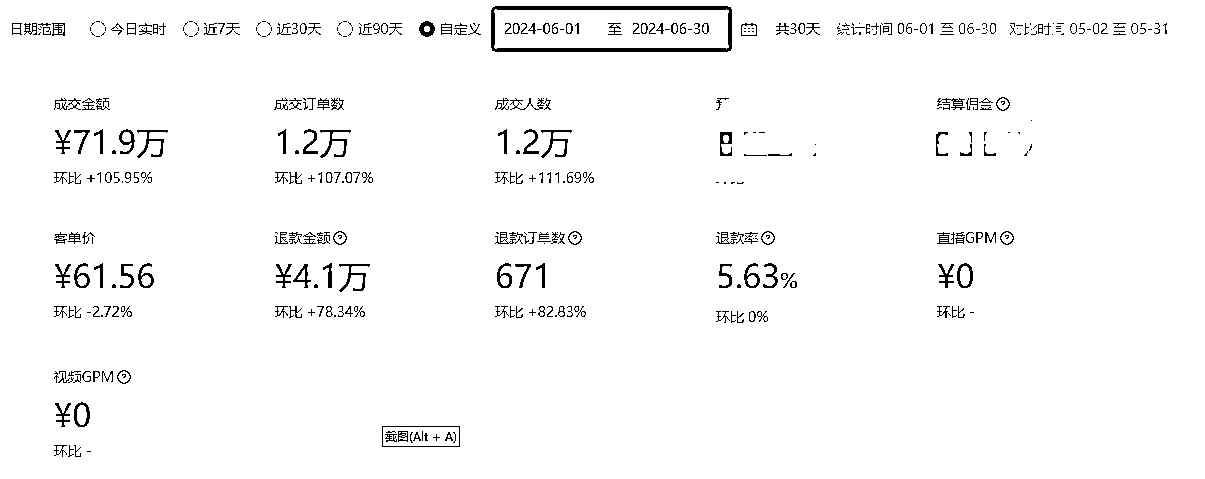 日期范围 今日实时 近7天 近30天 近90天 自定义 2024-06-01 至 2024-06-30 共30天 统计时间 06-01 至 06-30 对比时间 05-02 至 05-31
成交金额 成交订单数 成交人数 结算佣金
¥71.9万 1.2万 1.2万
环比 +105.95% 环比 +107.07% 环比 +111.69%
客单价 退款金额 退款订单数 退款率 直播GPM
¥61.56 ¥4.1万 671 5.63%
¥0
环比 -2.72% 环比 +78.34% 环比 +82.83% 环比 0% 环比 -
视频GPM
¥0
环比 -
截图(Alt + A)